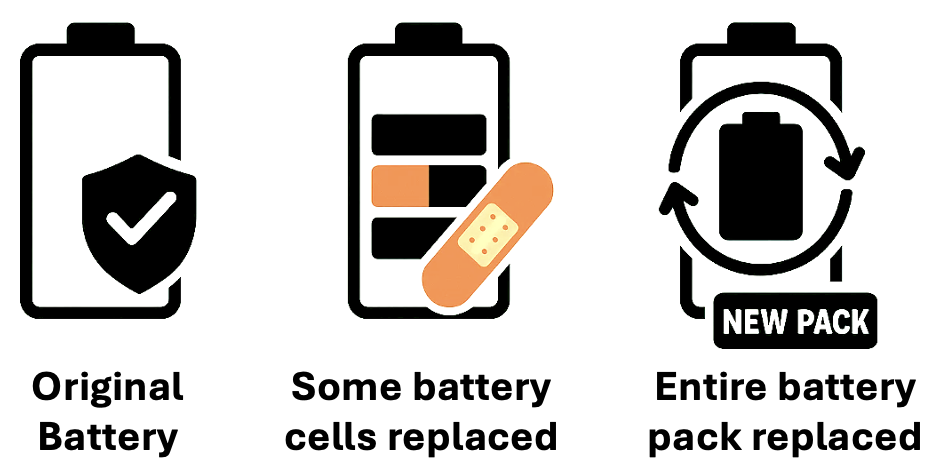 NEW PACK
Original
Battery
Some battery
cells replaced
Entire battery
pack replaced